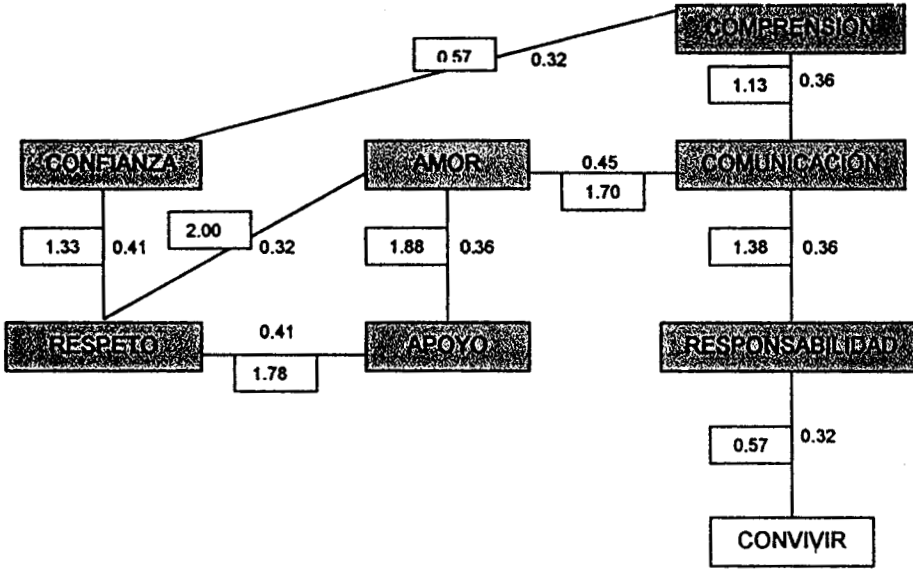 COMPRENSIÓN
0.57
0.32
1.13
0.36
CONFIANZA
AMOR
0.45
COMUNICACIÓN
1.70
2.00
1.33
0.41
0.32
1.88
0.36
1.38
0.36
RESPETO
0.41
APOYO
RESPONSABILIDAD
1.78
0.57
0.32
CONVIVIR